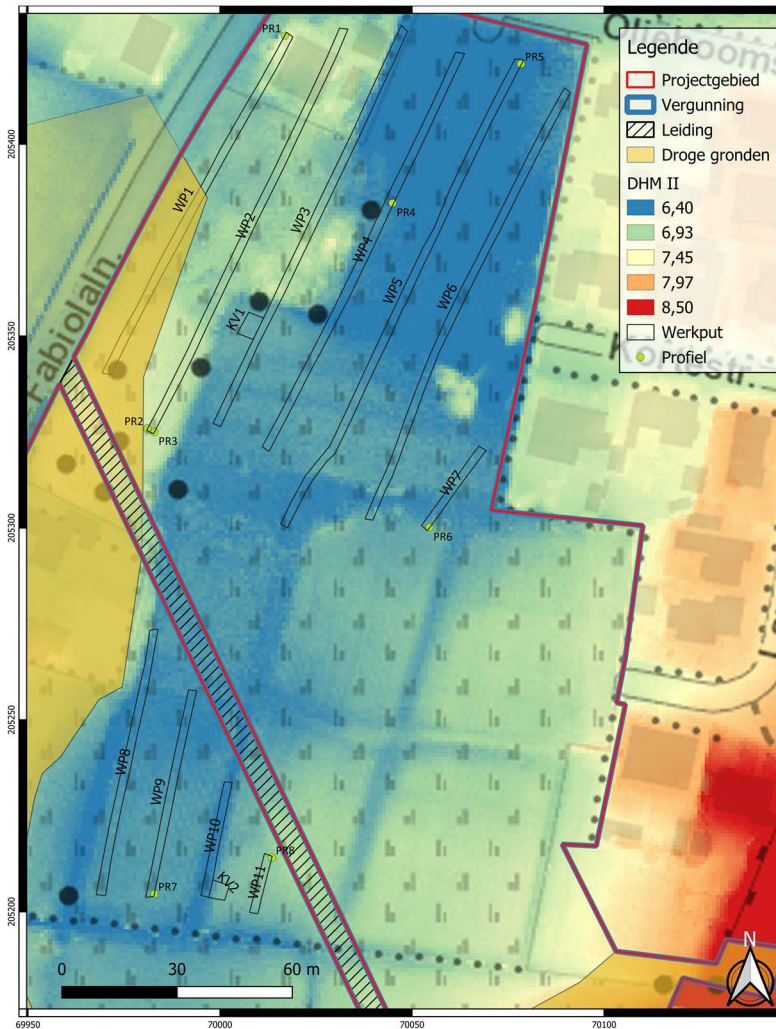 Oliebooms
Legende
Projectgebied
Vergunning
Leiding
Droge gronden
DHM II
6,40
6,93
7,45
7,97
8,50
Werkput
Profiel
PR1
PR5
205400
WP1
WP2
WP3
PR4
WP4
WP5
WP6
Fabiolaln.
KV1
205350
Kortestr.
PR2
PR3
WP7
205300
PR6
205250
WP8
WP9
WP10
PR8
WP11
KV2
PR7
205200
N
0 30 60 m
69950 70000 70050 70100